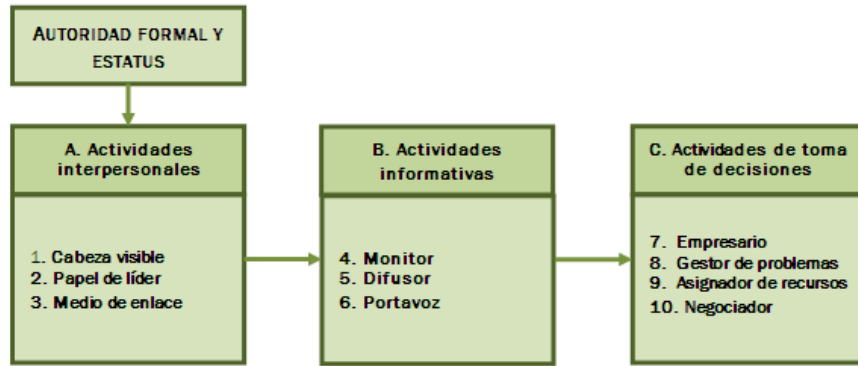 AUTORIDAD FORMAL Y
ESTATUS
A. Actividades
interpersonales
1. Cabeza visible
2. Papel de líder
3. Medio de enlace
B. Actividades
informativas
4. Monitor
5. Difusor
6. Portavoz
C. Actividades de toma
de decisiones
7. Empresario
8. Gestor de problemas
9. Asignador de recursos
10. Negociador